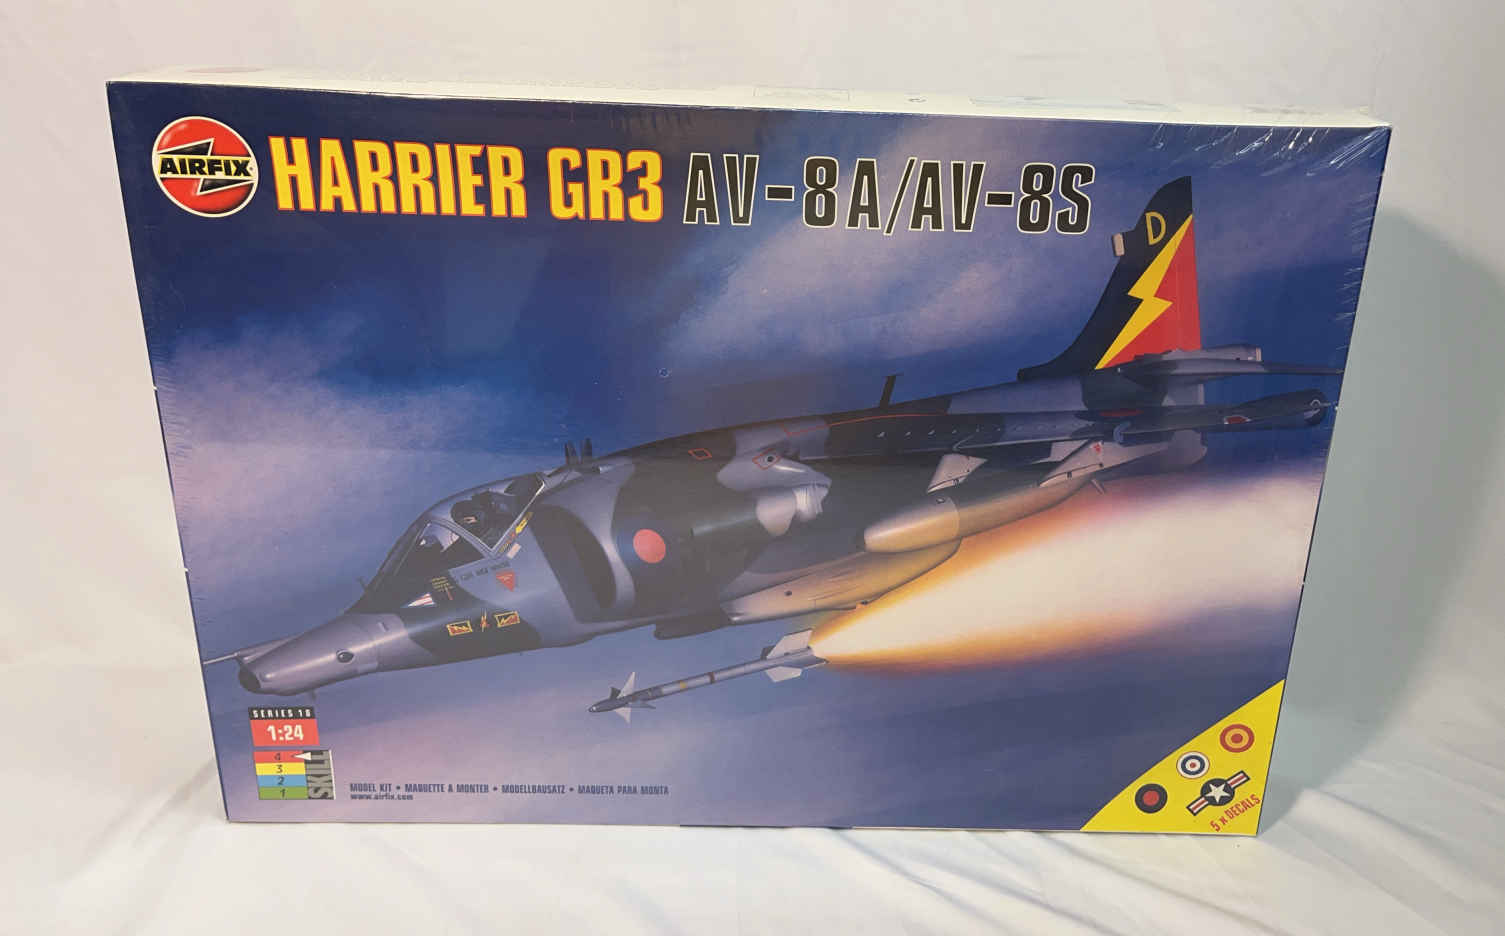 AIRFIX
HARRIER GR3 AV-8A/AV-8S
D
SERIES 18
1:24
4
3
2
1
SKILL
MODEL KIT • MAQUETTE A MONTER • MODELLBAUSATZ • MAQUETA PARA MONTA
www.airfix.com
5 x DECALS